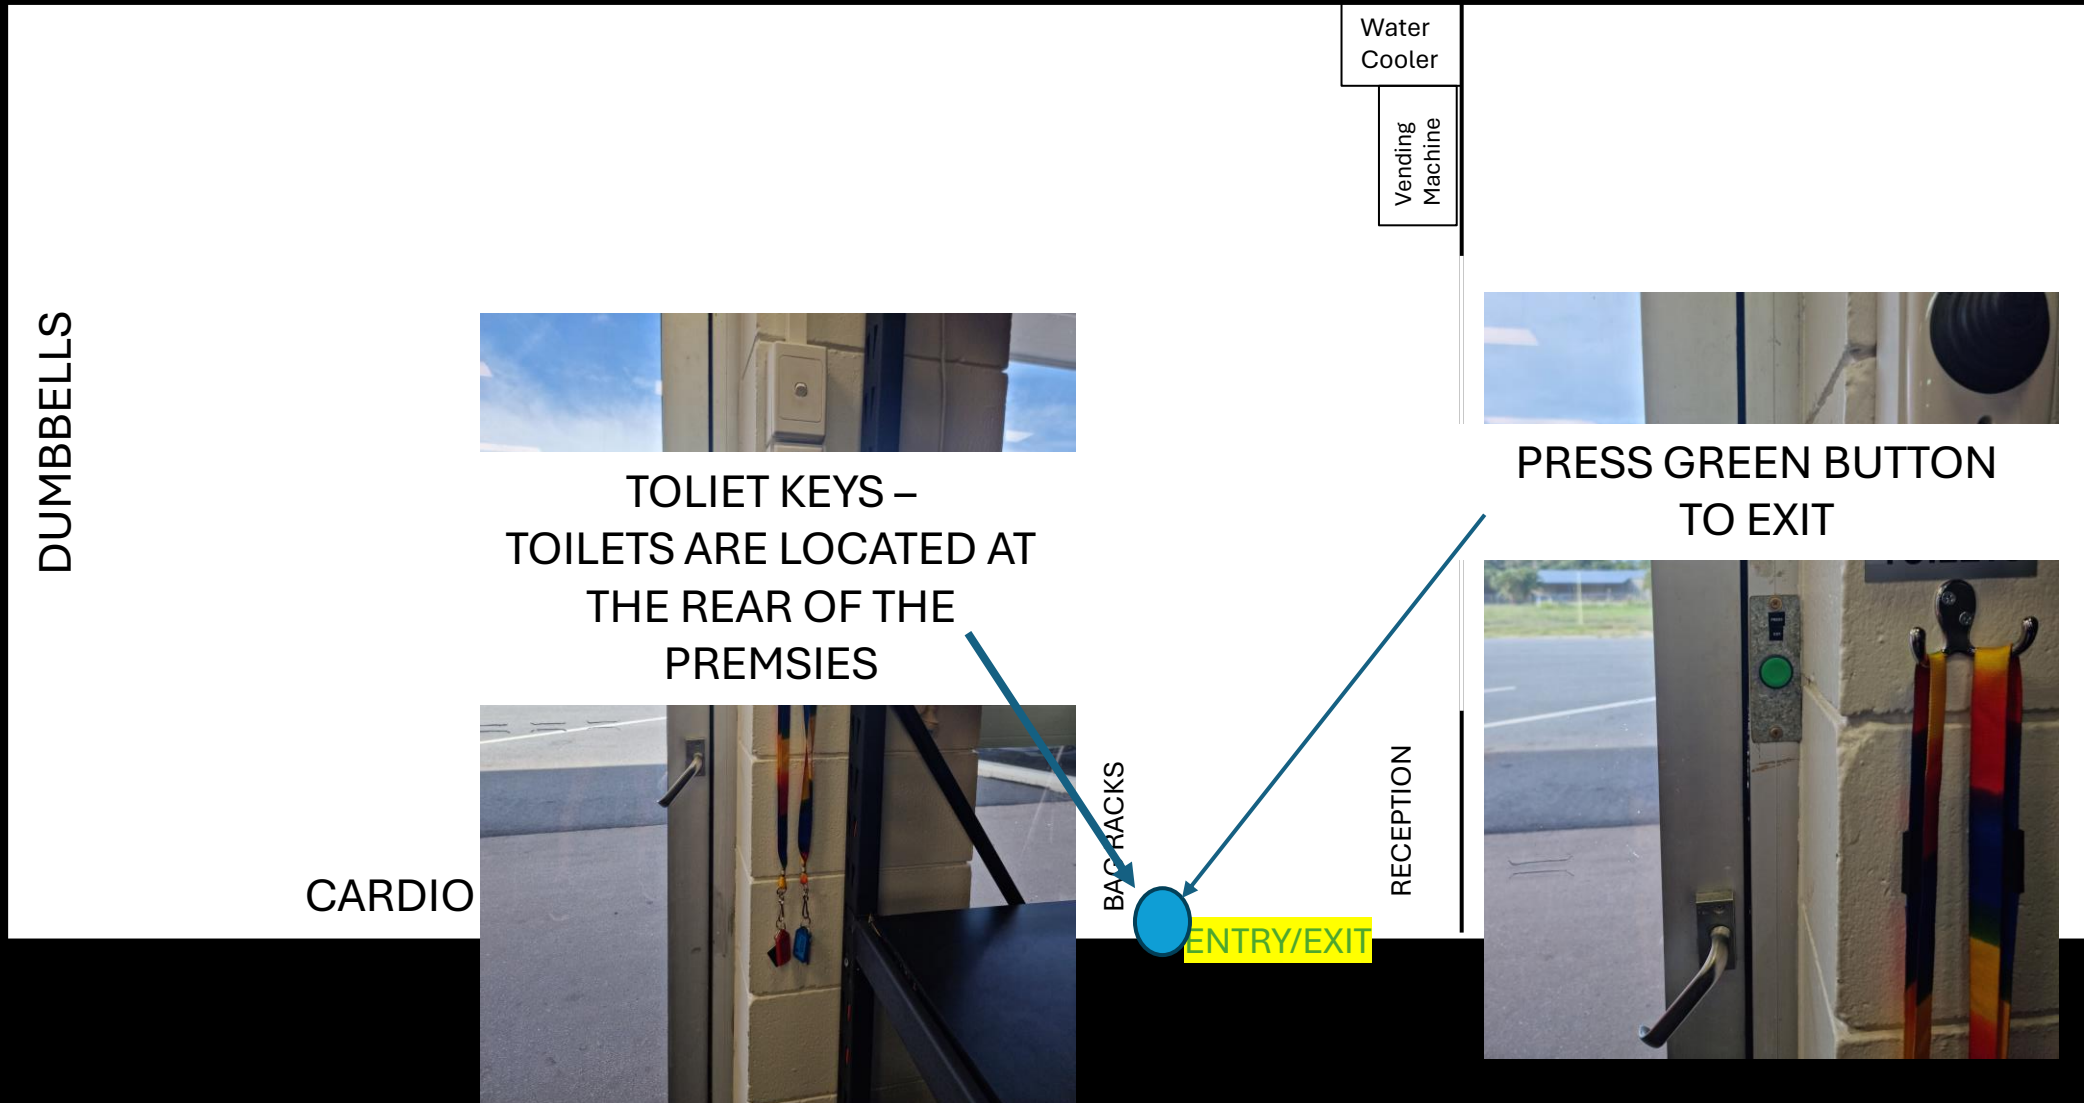 Water
Cooler
Vending
Machine
DUMBBELLS
TOLIET KEYS –
TOILETS ARE LOCATED AT
THE REAR OF THE
PREMSIES
PRESS GREEN BUTTON
TO EXIT
BAG RACKS
RECEPTION
CARDIO
ENTRY/EXIT